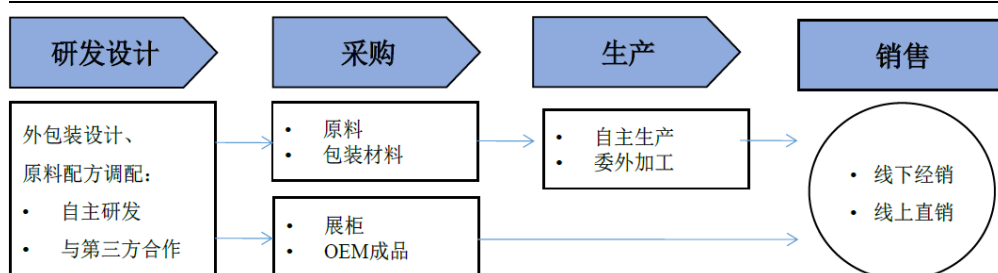 研发设计
采购
生产
销售
外包装设计、
原料配方调配：
• 自主研发
• 与第三方合作
• 原料
• 包装材料
• 展柜
• OEM成品
• 自主生产
• 委外加工
• 线下经销
• 线上直销